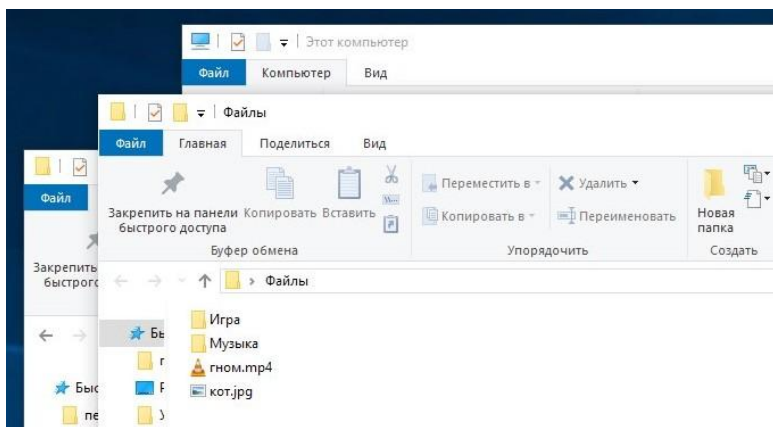 Этот компьютер
Файл Компьютер Вид
Файлы
Файл Главная Поделиться Вид
Файл
Закрепить на панели быстрого доступа
Копировать
Вставить
Переместить в
Копировать в
Удалить
Переименовать
Новая папка
Буфер обмена
Упорядочить
Создать
Закрепить
быстрого
Файлы
Игра
Музыка
гном.mp4
кот.jpg